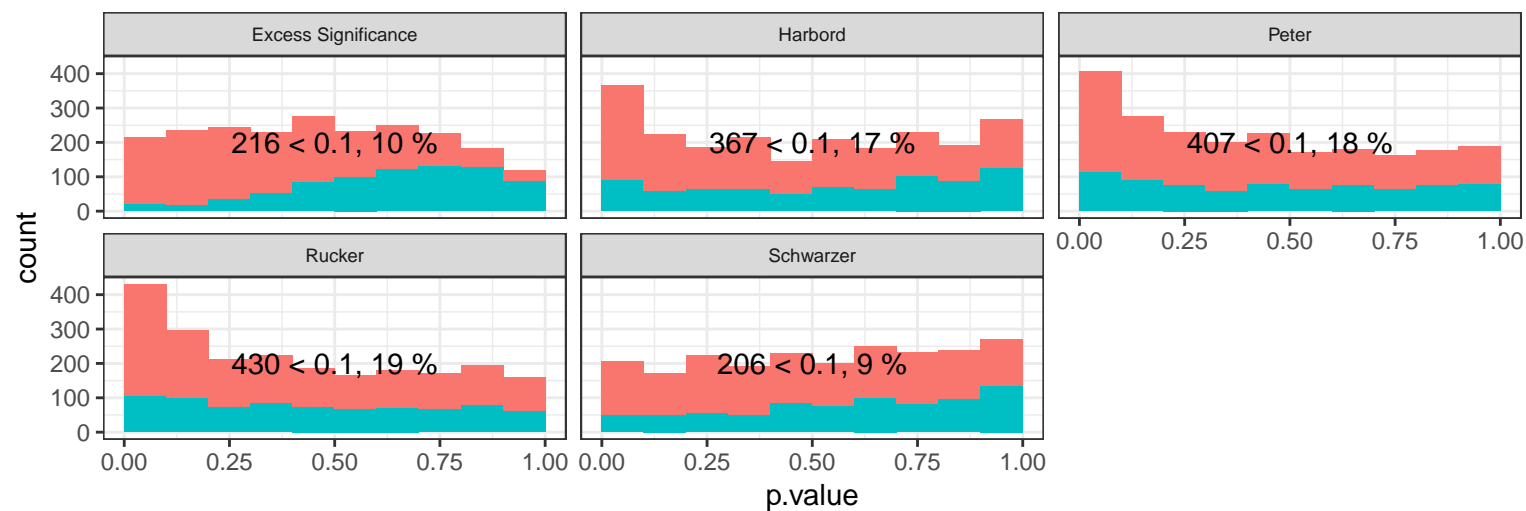 Excess Significance
Harbord
Peter
400
300
200
100
0
216 < 0.1, 10 %
367 < 0.1, 17 %
407 < 0.1, 18 %
0.00 0.25 0.50 0.75 1.00
count
Rucker
Schwarzer
400
300
200
100
0
430 < 0.1, 19 %
206 < 0.1, 9 %
0.00 0.25 0.50 0.75 1.00
0.00 0.25 0.50 0.75 1.00
p.value